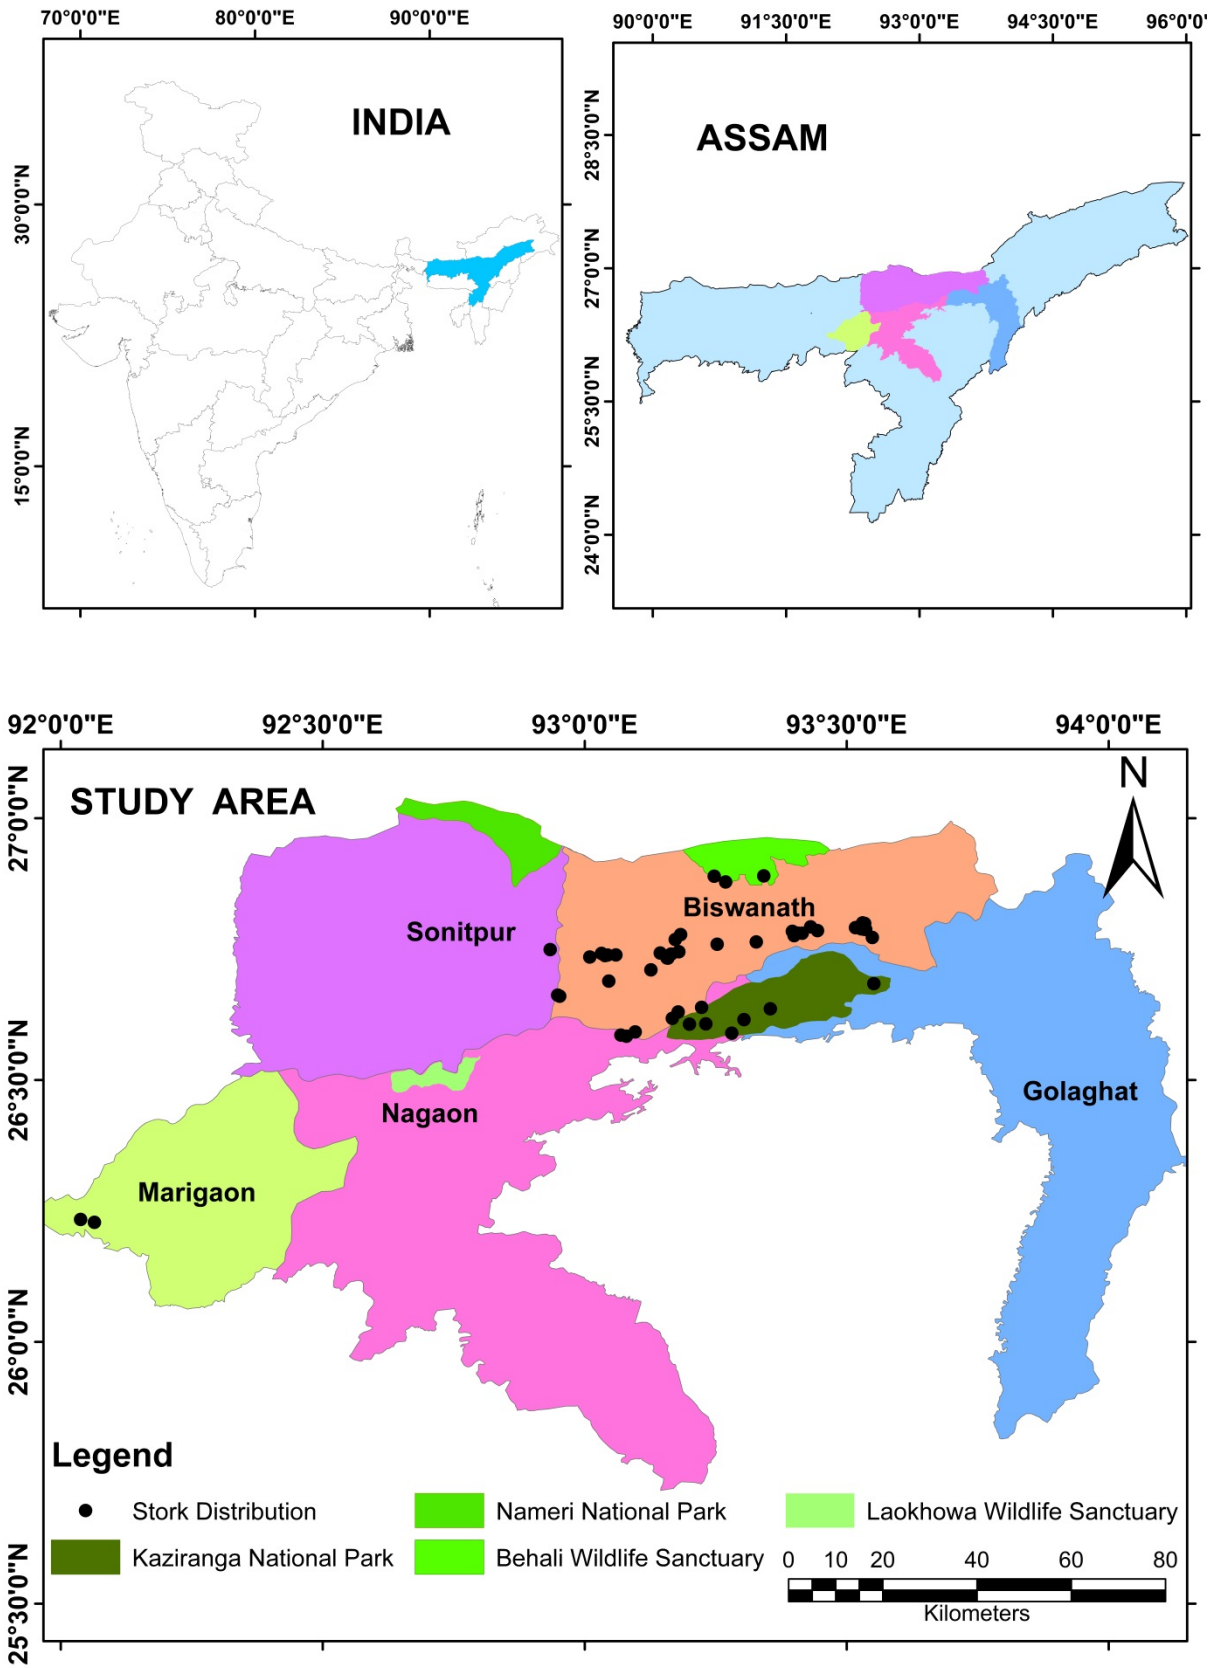 70°0'0"E 80°0'0"E 90°0'0"E
30°0'0"N
15°0'0"N
INDIA
90°0'0"E 91°30'0"E 93°0'0"E 94°30'0"E 96°0'
28°30'0"N
27°0'0"N
25°30'0"N
24°0'0"N
ASSAM
92°0'0"E 92°30'0"E 93°0'0"E 93°30'0"E 94°0'0"E
27°0'0"N
26°30'0"N
26°0'0"N
25°30'0"N
STUDY AREA
N
Biswanath
Sonitpur
Golaghat
Nagaon
Marigaon
Legend
Stork Distribution
Kaziranga National Park
Nameri National Park
Behali Wildlife Sanctuary
Laokhowa Wildlife Sanctuary
0 10 20 40 60 80
Kilometers